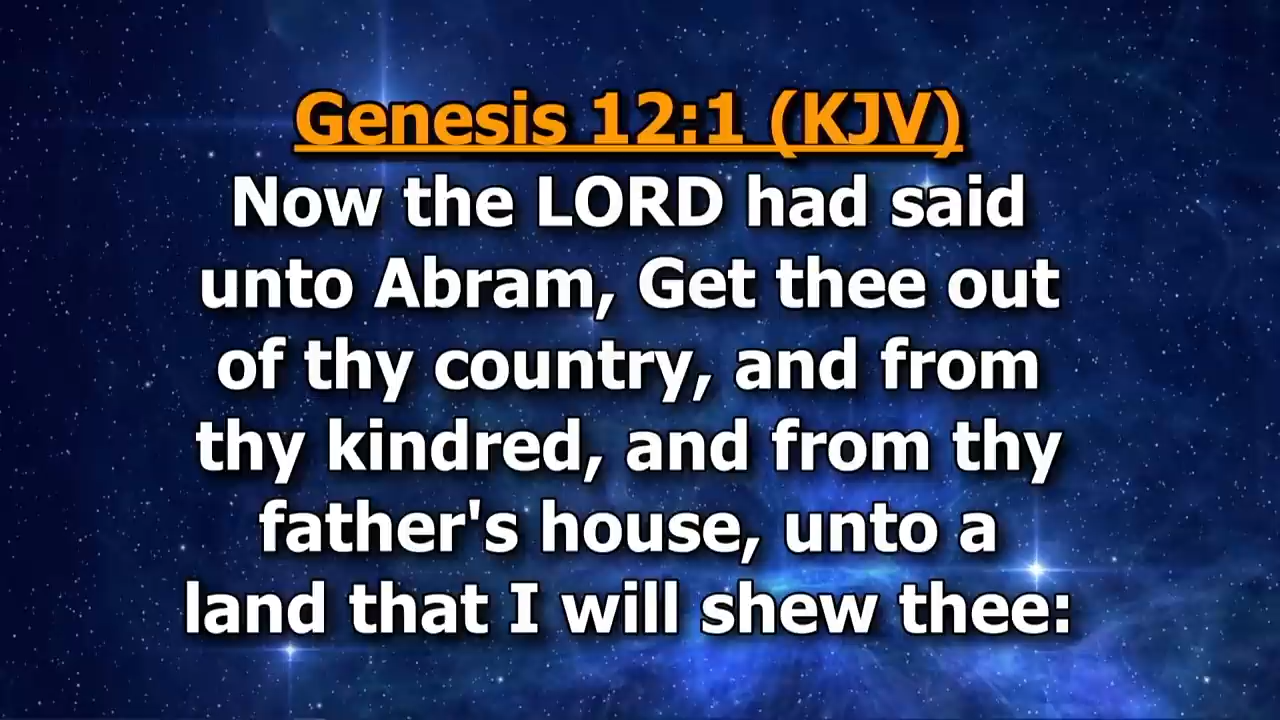 Genesis 12:1 (KJV)
Now the LORD had said
unto Abram, Get thee out
of thy country, and from
thy kindred, and from thy
father's house, unto a
land that I will shew thee: